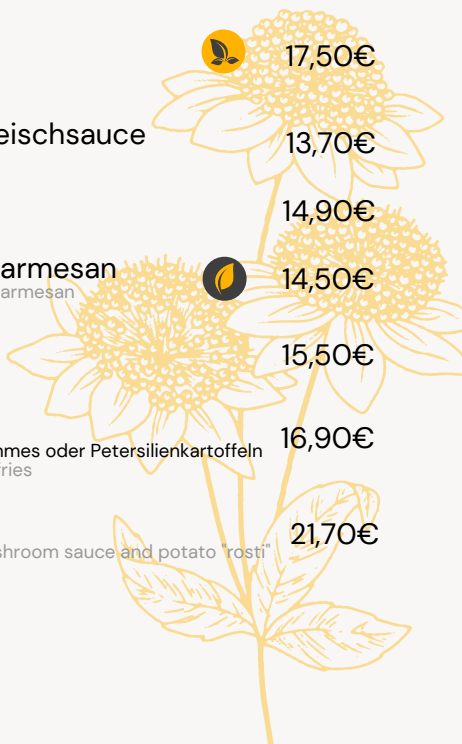 17,50€
eischsauce
13,70€
14,90€
armesan
14,50€
armesan
15,50€
16,90€
mes oder Petersilienkartoffeln
ries
21,70€
shroom sauce and potato "rosti"